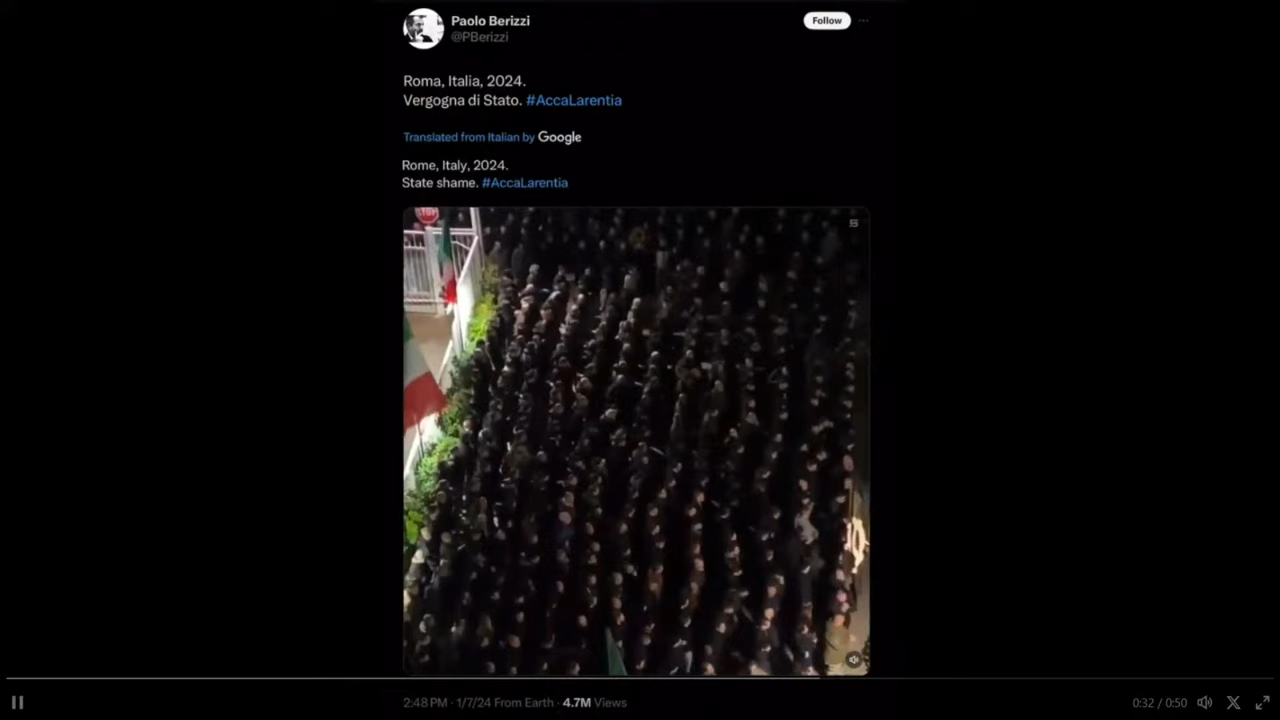 Paolo Berizzi
@PBerizzi
Follow
Roma, Italia, 2024.
Vergogna di Stato. #AccaLarentia
Translated from Italian by Google
Rome, Italy, 2024.
State shame. #AccaLarentia
STOP
2:48 PM · 1/7/24 From Earth · 4.7M Views
0:32 / 0:50